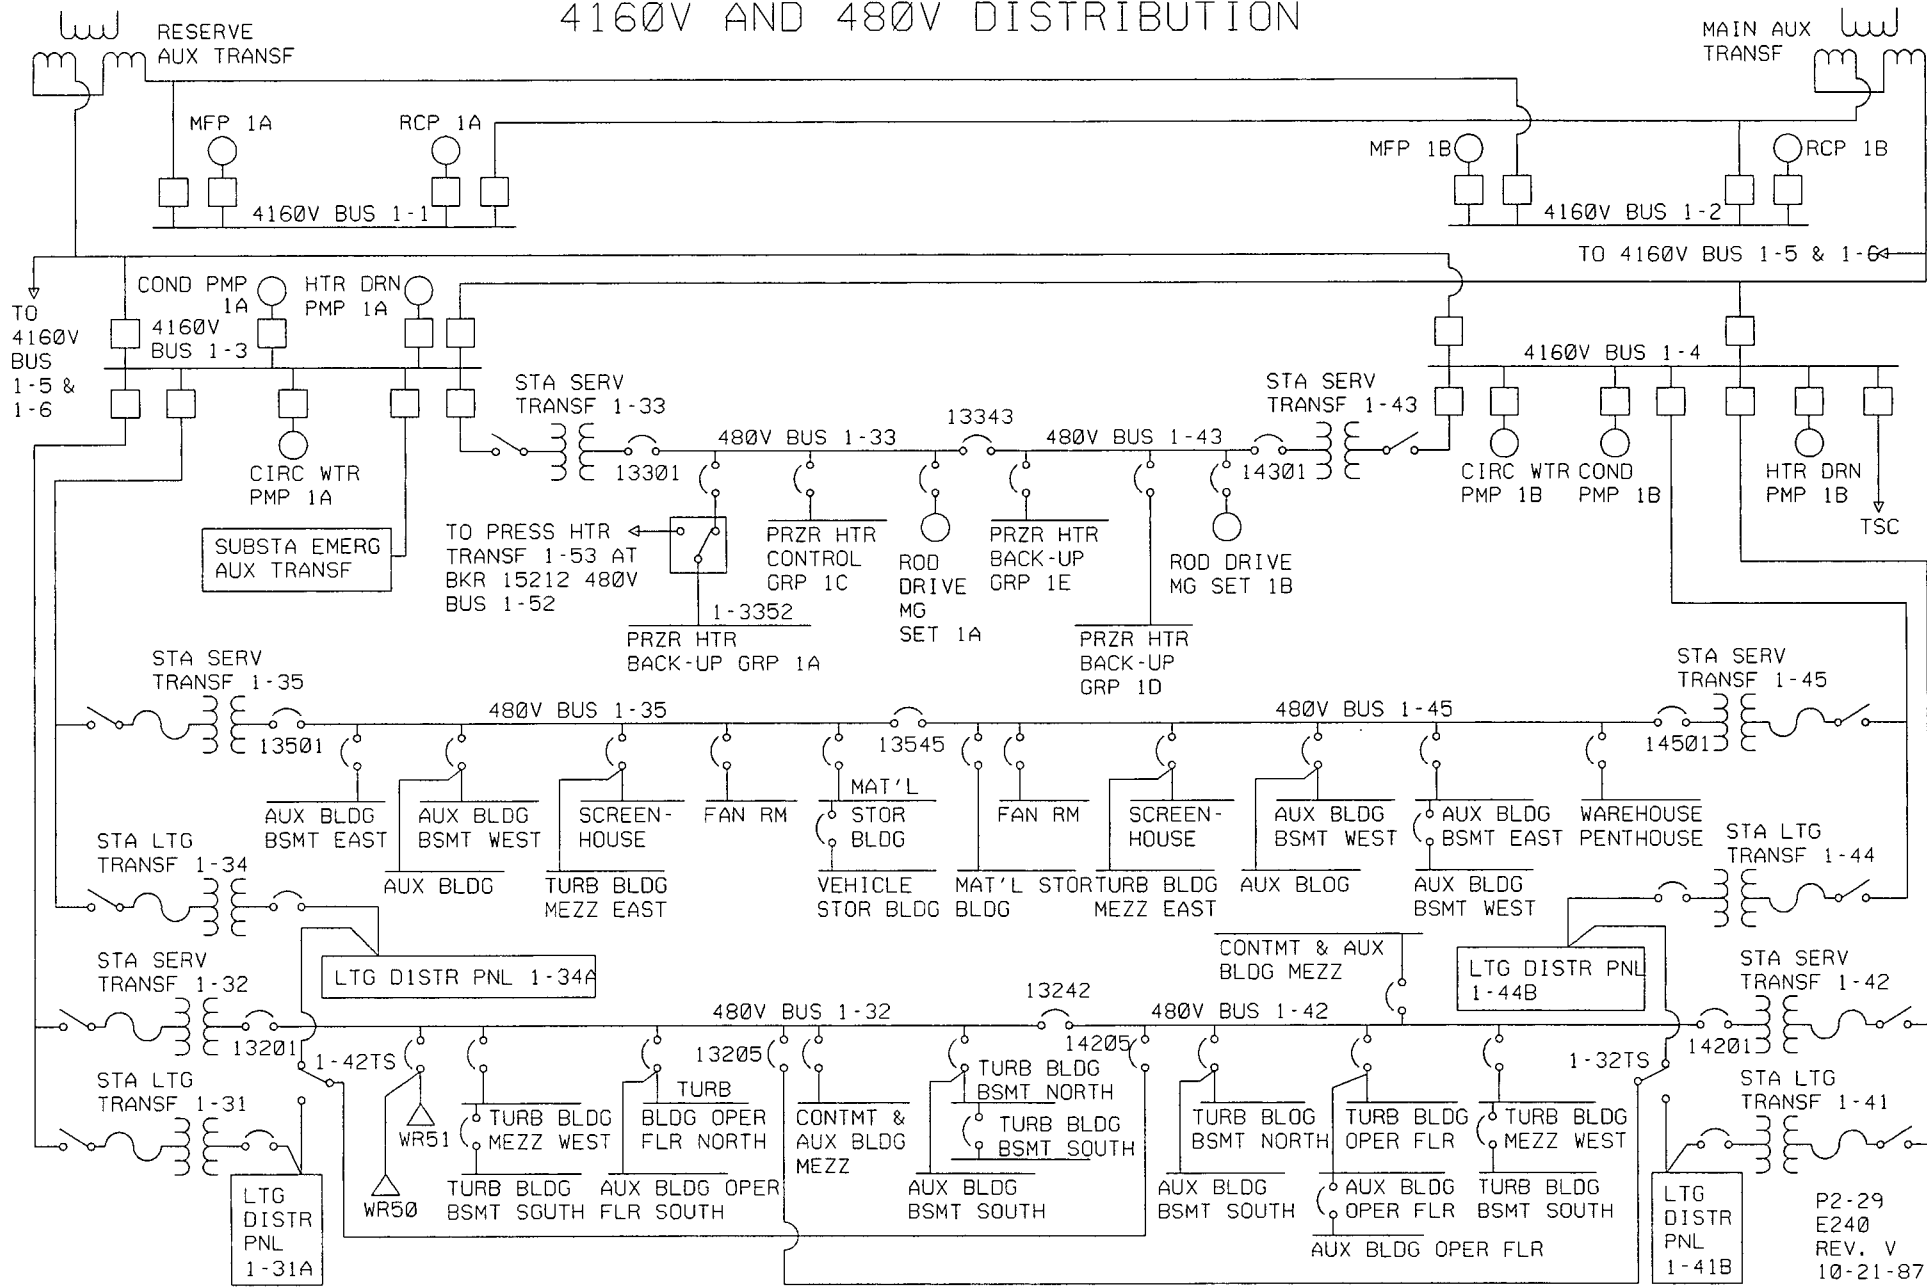 4160V AND 480V DISTRIBUTION
RESERVE
AUX TRANSF
MAIN AUX
TRANSF
MFP 1A
RCP 1A
MFP 1B
RCP 1B
4160V BUS 1-1
4160V BUS 1-2
TO 4160V BUS 1-5 & 1-6
TO
4160V
BUS
1-5 &
1-6
COND PMP
1A
HTR DRN
PMP 1A
4160V
BUS 1-3
4160V BUS 1-4
CIRC WTR
PMP 1A
SUBSTA EMERG
AUX TRANSF
STA SERV
TRANSF 1-33
13301
480V BUS 1-33
13343
480V BUS 1-43
STA SERV
TRANSF 1-43
14301
CIRC WTR
PMP 1B
COND
PMP 1B
HTR DRN
PMP 1B
TSC
TO PRESS HTR
TRANSF 1-53 AT
BKR 15212 480V
BUS 1-52
1-3352
PRZR HTR
BACK-UP GRP 1A
PRZR HTR
CONTROL
GRP 1C
ROD
DRIVE
MG
SET 1A
PRZR HTR
BACK-UP
GRP 1E
PRZR HTR
BACK-UP
GRP 1D
ROD DRIVE
MG SET 1B
STA SERV
TRANSF 1-35
13501
480V BUS 1-35
13545
480V BUS 1-45
14501
STA SERV
TRANSF 1-45
AUX BLDG
BSMT EAST
AUX BLDG
BSMT WEST
SCREEN-
HOUSE
FAN RM
MAT'L
STOR
BLDG
FAN RM
SCREEN-
HOUSE
AUX BLDG
BSMT WEST
AUX BLDG
BSMT EAST
WAREHOUSE
PENTHOUSE
AUX BLDG
TURB BLDG
MEZZ EAST
VEHICLE
STOR BLDG
MAT'L STOR
BLDG
TURB BLDG
MEZZ EAST
AUX BLOG
AUX BLDG
BSMT WEST
STA LTG
TRANSF 1-34
STA LTG
TRANSF 1-44
LTG DISTR PNL 1-34A
CONTMT & AUX
BLDG MEZZ
LTG DISTR PNL
1-44B
STA SERV
TRANSF 1-32
13201
480V BUS 1-32
13242
480V BUS 1-42
14201
STA SERV
TRANSF 1-42
1-42TS
13205
14205
1-32TS
STA LTG
TRANSF 1-31
STA LTG
TRANSF 1-41
WR51
WR50
TURB BLDG
MEZZ WEST
TURB BLDG
BSMT SGUTH
TURB
BLDG OPER
FLR NORTH
AUX BLDG OPER
FLR SOUTH
CONTMT &
AUX BLDG
MEZZ
TURB BLDG
BSMT NORTH
TURB BLDG
BSMT SOUTH
AUX BLDG
BSMT SOUTH
TURB BLOG
BSMT NORTH
AUX BLDG
BSMT SOUTH
TURB BLDG
OPER FLR
AUX BLDG
OPER FLR
AUX BLDG OPER FLR
TURB BLDG
MEZZ WEST
TURB BLDG
BSMT SOUTH
LTG
DISTR
PNL
1-31A
LTG
DISTR
PNL
1-41B
P2-29
E240
REV. V
10-21-87